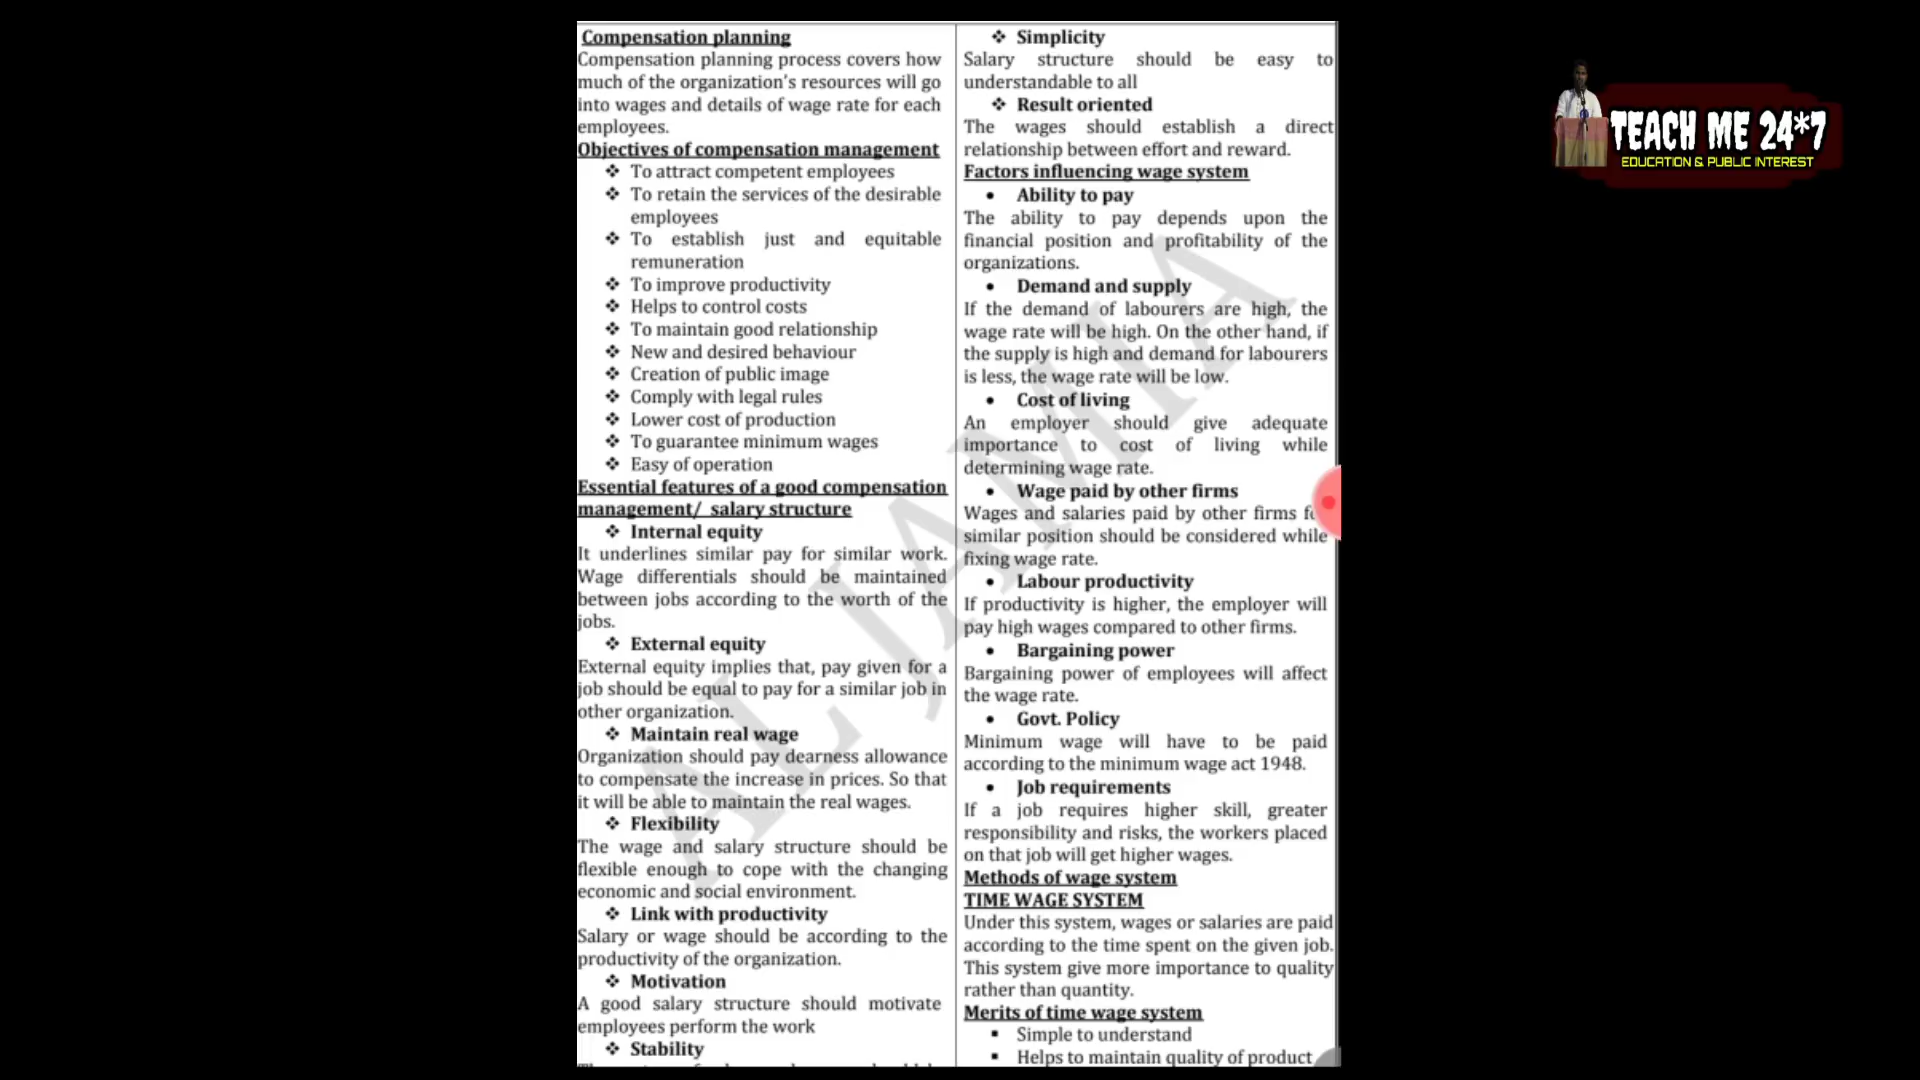 Compensation planning
Compensation planning process covers how
much of the organization's resources will go
into wages and details of wage rate for each
employees.
Objectives of compensation management
❖ To attract competent employees
❖ To retain the services of the desirable
employees
❖ To establish just and equitable
remuneration
❖ To improve productivity
❖ Helps to control costs
❖ To maintain good relationship
❖ New and desired behaviour
❖ Creation of public image
❖ Comply with legal rules
❖ Lower cost of production
❖ To guarantee minimum wages
❖ Easy of operation
Essential features of a good compensation
management/ salary structure
❖ Internal equity
It underlines similar pay for similar work.
Wage differentials should be maintained
between jobs according to the worth of the
jobs.
❖ External equity
External equity implies that, pay given for a
job should be equal to pay for a similar job in
other organization.
❖ Maintain real wage
Organization should pay dearness allowance
to compensate the increase in prices. So that
it will be able to maintain the real wages.
❖ Flexibility
The wage and salary structure should be
flexible enough to cope with the changing
economic and social environment.
❖ Link with productivity
Salary or wage should be according to the
productivity of the organization.
❖ Motivation
A good salary structure should motivate
employees perform the work
❖ Stability
❖ Simplicity
Salary structure should be easy to
understandable to all
❖ Result oriented
The wages should establish a direct
relationship between effort and reward.
Factors influencing wage system
• Ability to pay
The ability to pay depends upon the
financial position and profitability of the
organizations.
• Demand and supply
If the demand of labourers are high, the
wage rate will be high. On the other hand, if
the supply is high and demand for labourers
is less, the wage rate will be low.
• Cost of living
An employer should give adequate
importance to cost of living while
determining wage rate.
• Wage paid by other firms
Wages and salaries paid by other firms
similar position should be considered while
fixing wage rate.
• Labour productivity
If productivity is higher, the employer will
pay high wages compared to other firms.
• Bargaining power
Bargaining power of employees will affect
the wage rate.
• Govt. Policy
Minimum wage will have to be paid
according to the minimum wage act 1948.
• Job requirements
If a job requires higher skill, greater
responsibility and risks, the workers placed
on that job will get higher wages.
Methods of wage system
TIME WAGE SYSTEM
Under this system, wages or salaries are paid
according to the time spent on the given job.
This system give more importance to quality
rather than quantity.
Merits of time wage system
▪ Simple to understand
▪ Helps to maintain quality of product
AL JAMIA
TEACH ME 24*7
EDUCATION & PUBLIC INTEREST